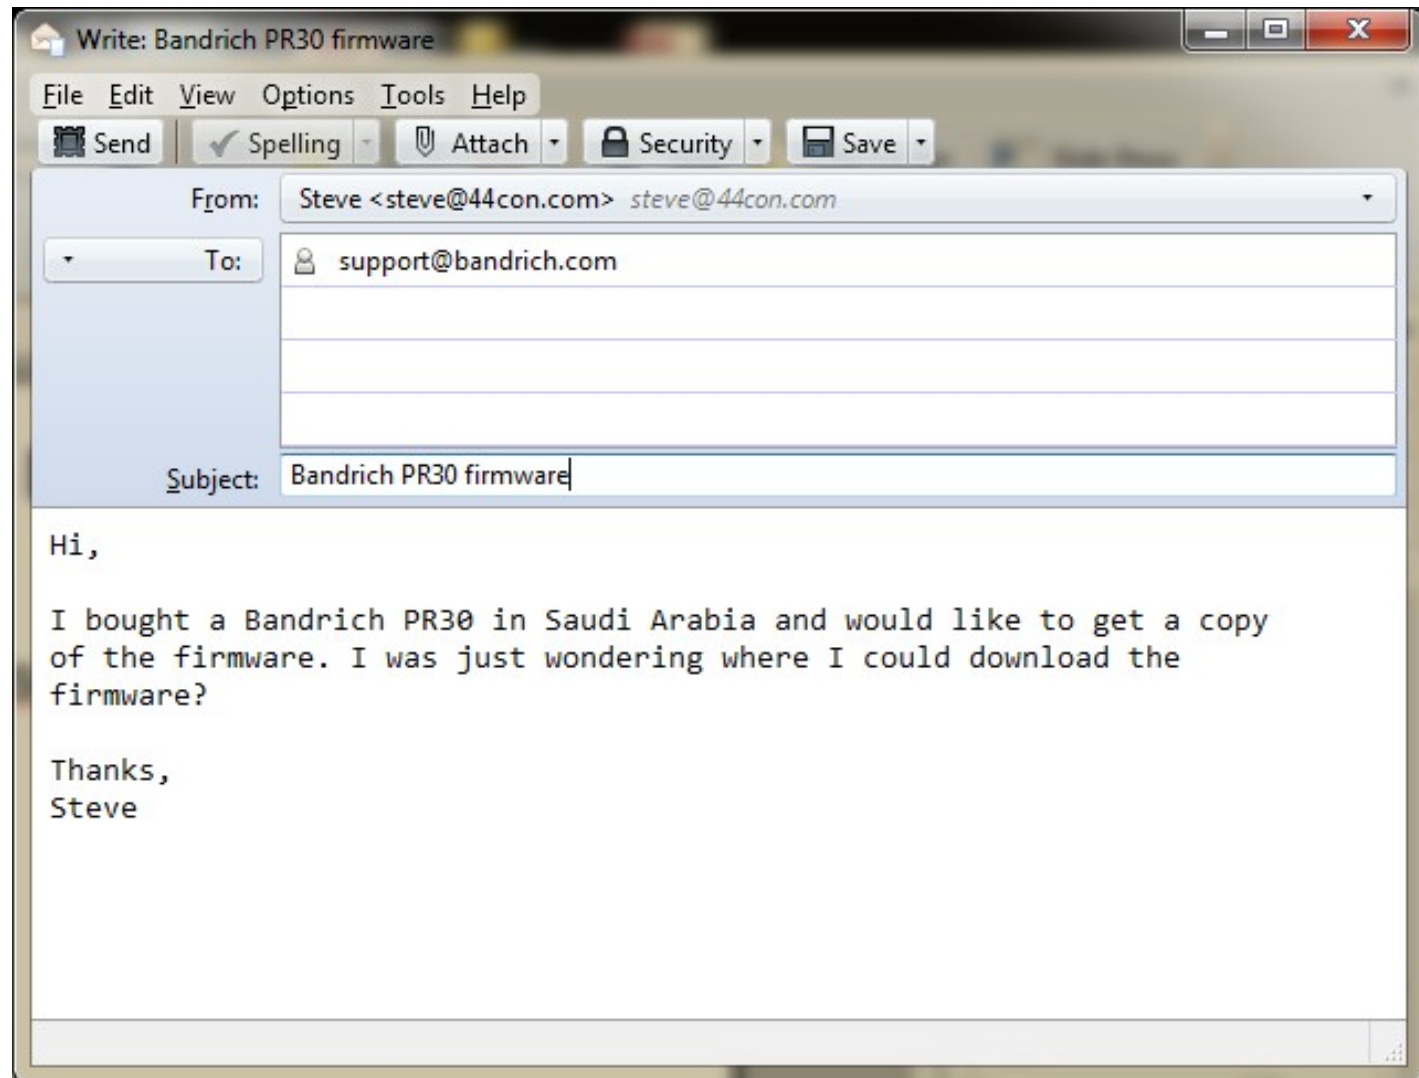 Write: Bandrich PR30 firmware
File Edit View Options Tools Help
Send Spelling Attach Security Save
From: Steve <steve@44con.com> steve@44con.com
To: support@bandrich.com
Subject: Bandrich PR30 firmware
Hi,
I bought a Bandrich PR30 in Saudi Arabia and would like to get a copy
of the firmware. I was just wondering where I could download the
firmware?
Thanks,
Steve